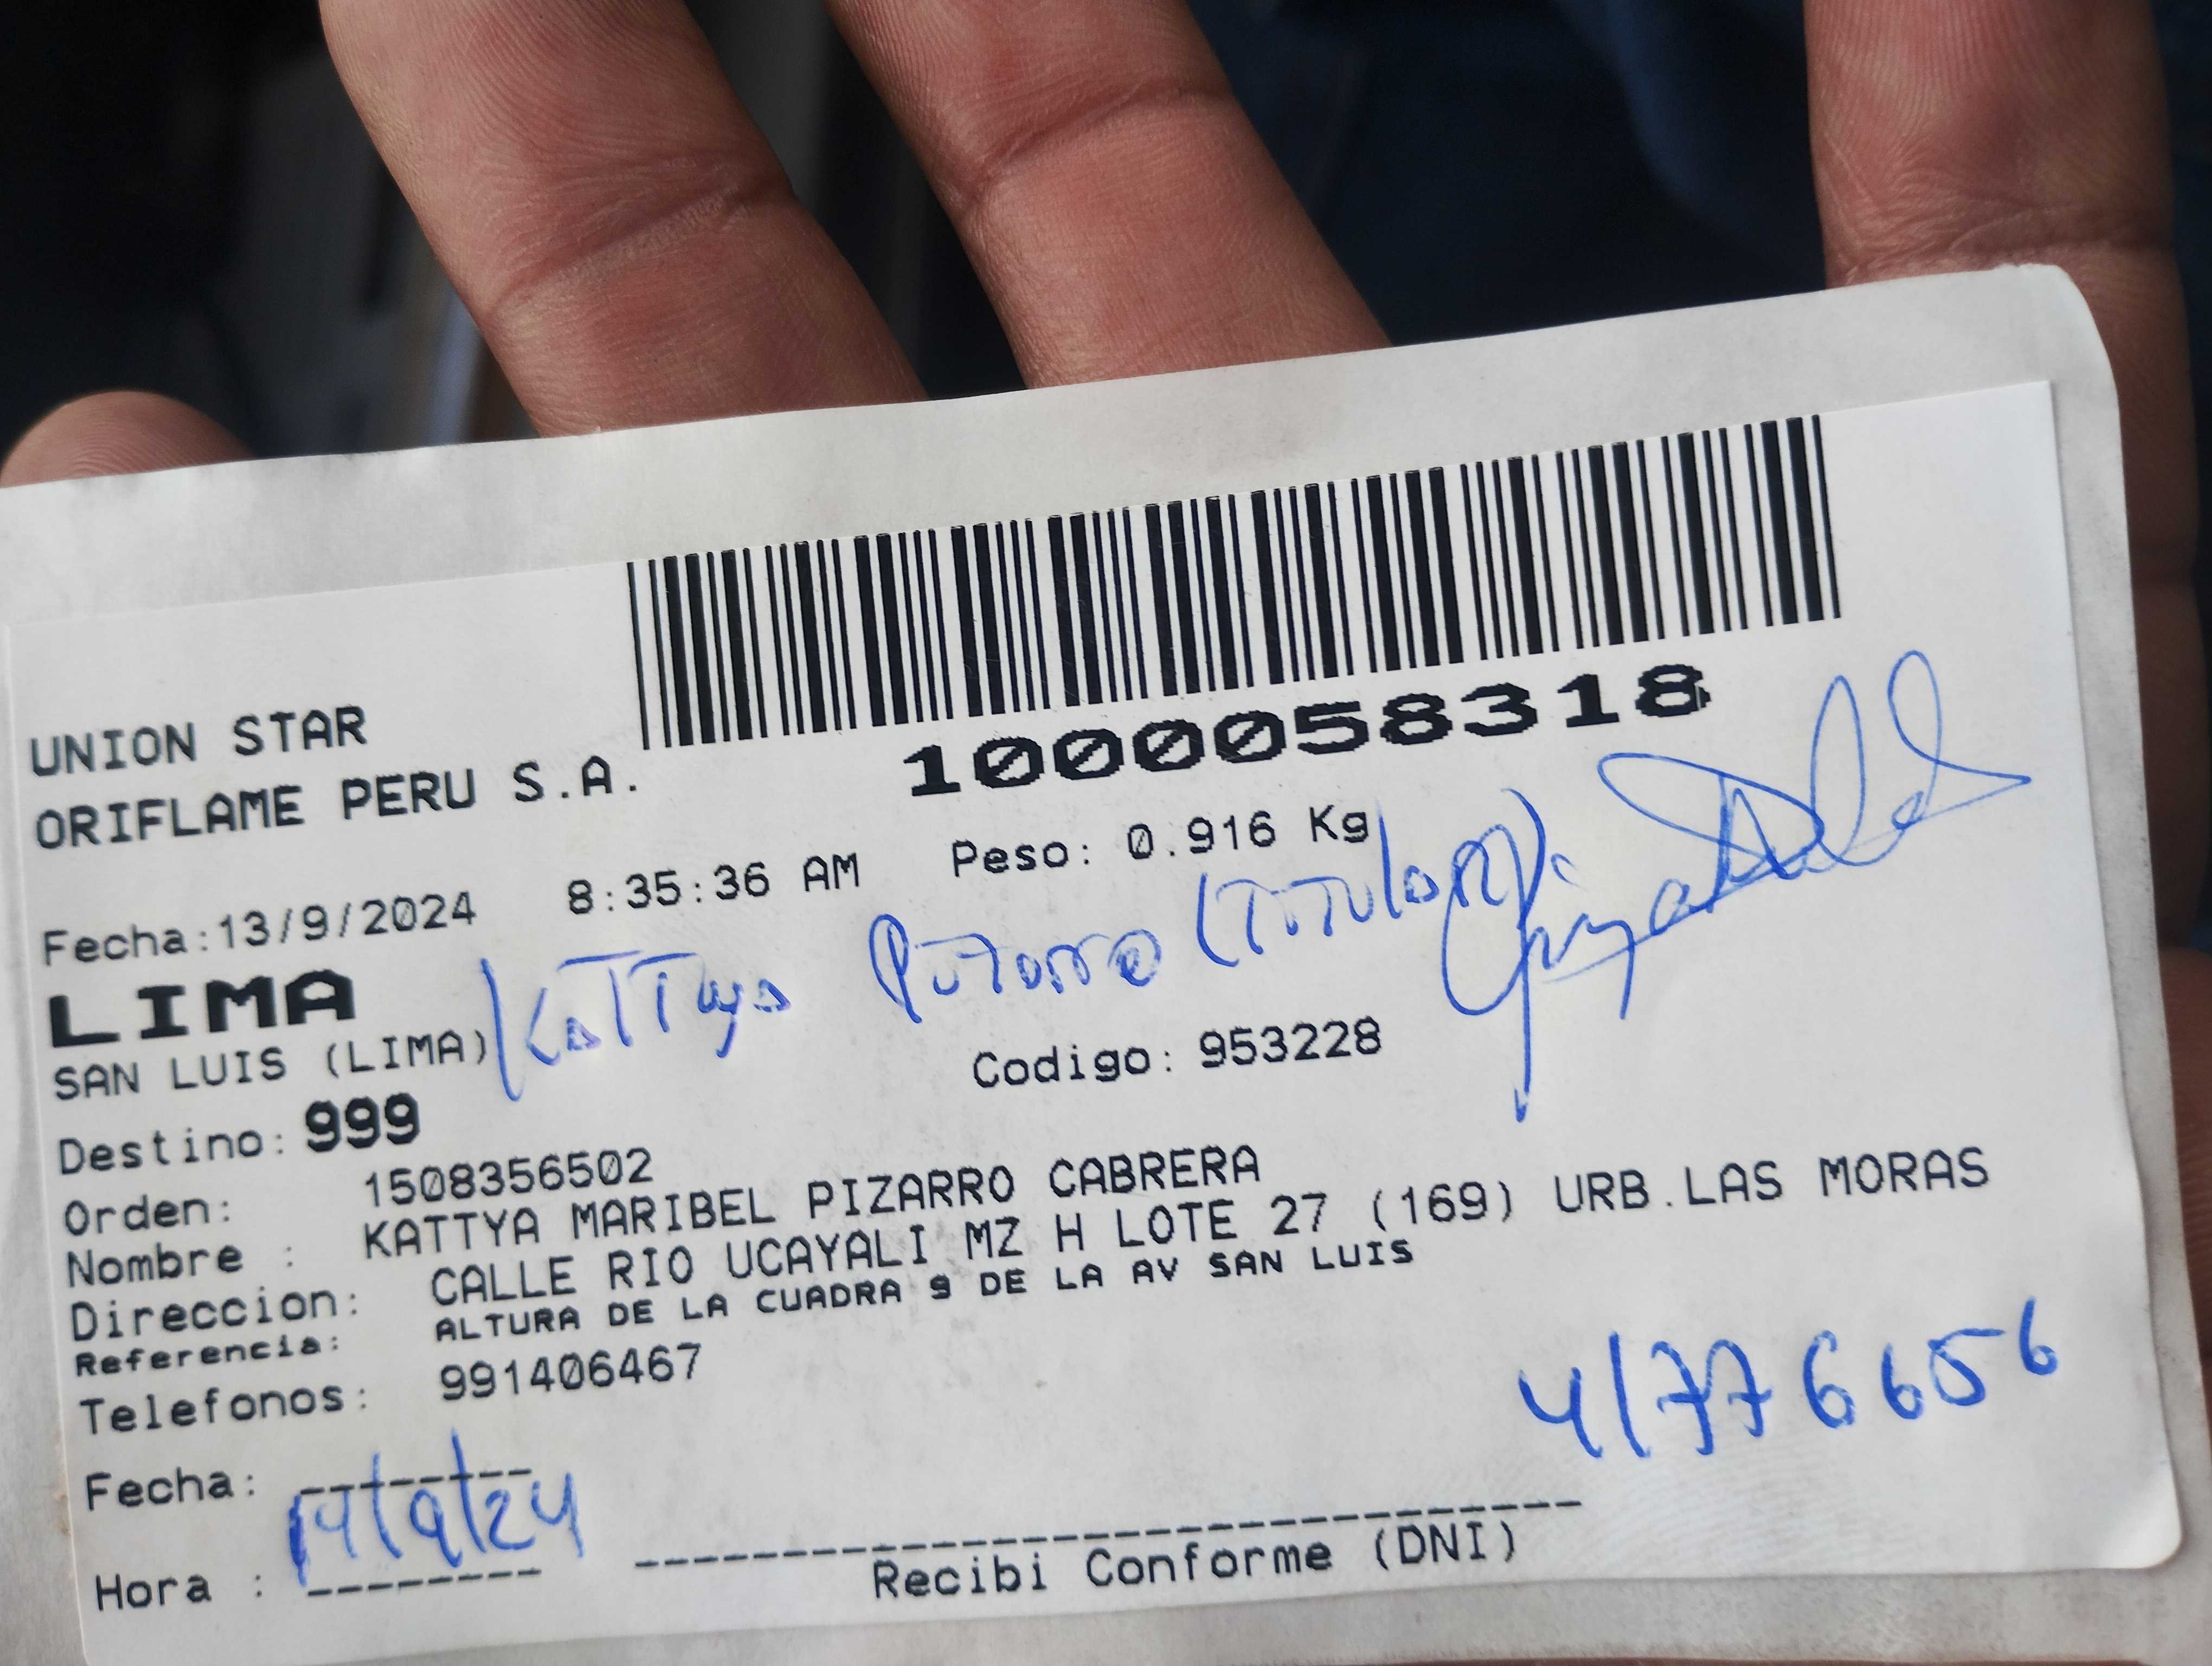 1000058318
UNION STAR
ORIFLAME PERU S.A.
Fecha:13/9/2024 8:35:36 AM Peso: 0.916 Kg
LIMA
Kattya (Titular)
SAN LUIS (LIMA)
Codigo: 953228
Destino: 999
Orden: 1508356502
Nombre : KATTYA MARIBEL PIZARRO CABRERA
Direccion: CALLE RIO UCAYALI MZ H LOTE 27 (169) URB.LAS MORAS
Referencia: ALTURA DE LA CUADRA 9 DE LA AV SAN LUIS
Telefonos: 991406467
41776656
Fecha: 14/9/24
Hora :
Recibi Conforme (DNI)